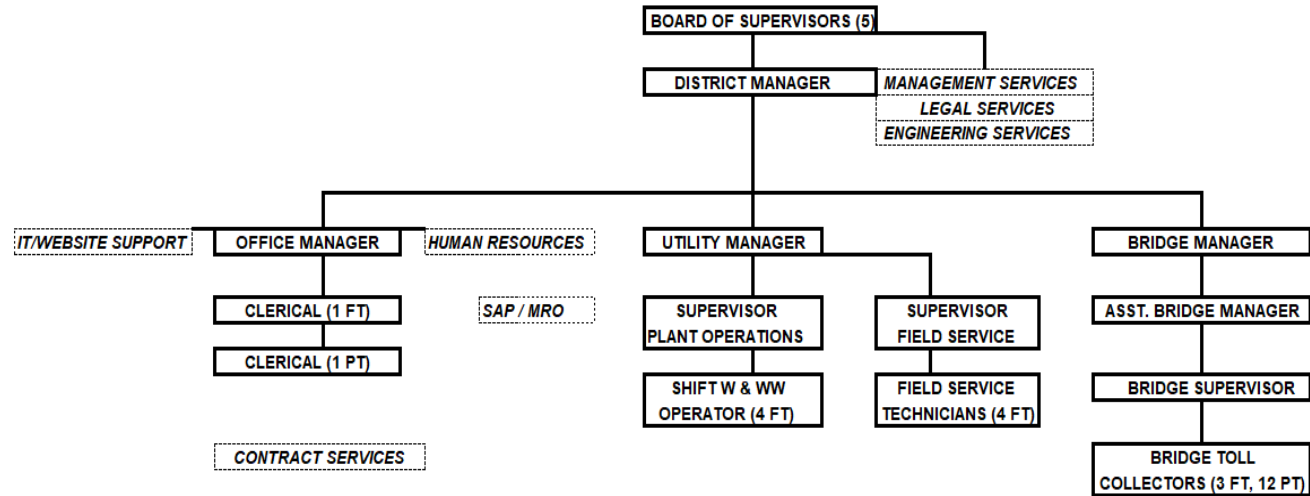 BOARD OF SUPERVISORS (5)
DISTRICT MANAGER
MANAGEMENT SERVICES
LEGAL SERVICES
ENGINEERING SERVICES
IT/WEBSITE SUPPORT
OFFICE MANAGER
HUMAN RESOURCES
UTILITY MANAGER
BRIDGE MANAGER
CLERICAL (1 FT)
SAP / MRO
SUPERVISOR
PLANT OPERATIONS
SUPERVISOR
FIELD SERVICE
ASST. BRIDGE MANAGER
CLERICAL (1 PT)
SHIFT W & WW
OPERATOR (4 FT)
FIELD SERVICE
TECHNICIANS (4 FT)
BRIDGE SUPERVISOR
CONTRACT SERVICES
BRIDGE TOLL
COLLECTORS (3 FT, 12 PT)